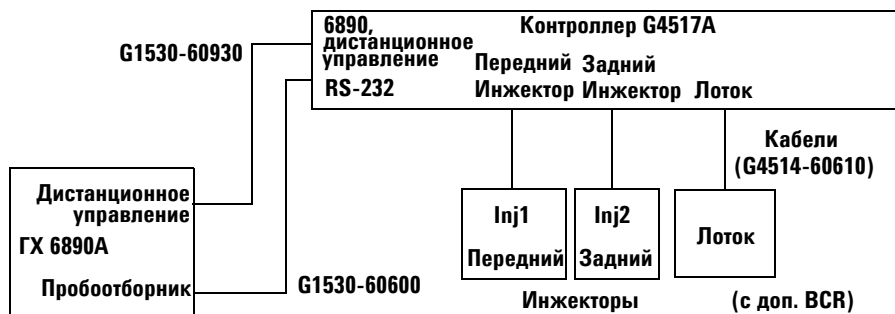 6890,
дистанционное
управление
RS-232
Контроллер G4517A
Передний
Инжектор
Задний
Инжектор
Лоток
G1530-60930
Кабели
(G4514-60610)
Дистанционное
управление
ГХ 6890A
Пробоотборник
G1530-60600
Inj1
Передний
Inj2
Задний
Лоток
Инжекторы
(с доп. BCR)